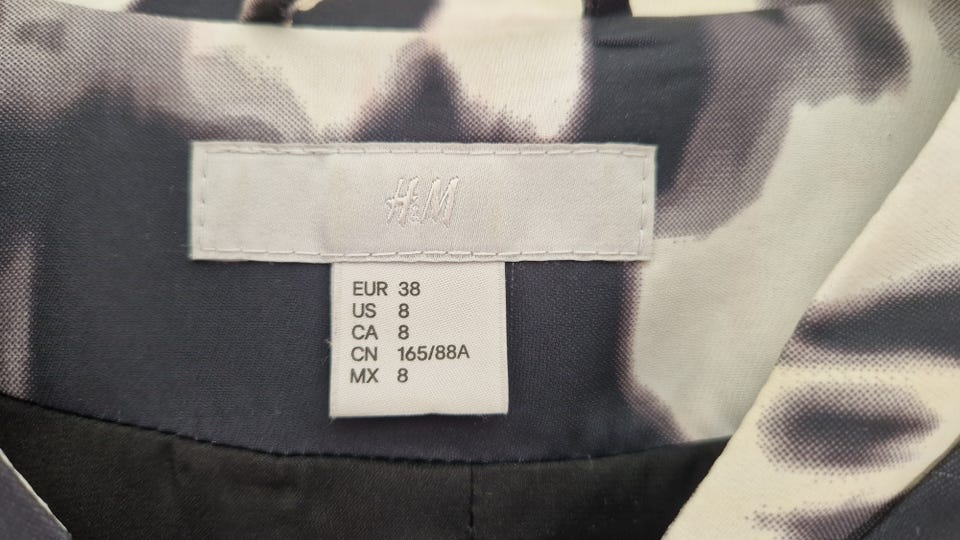 H&M
EUR 38
US 8
CA 8
CN 165/88A
MX 8